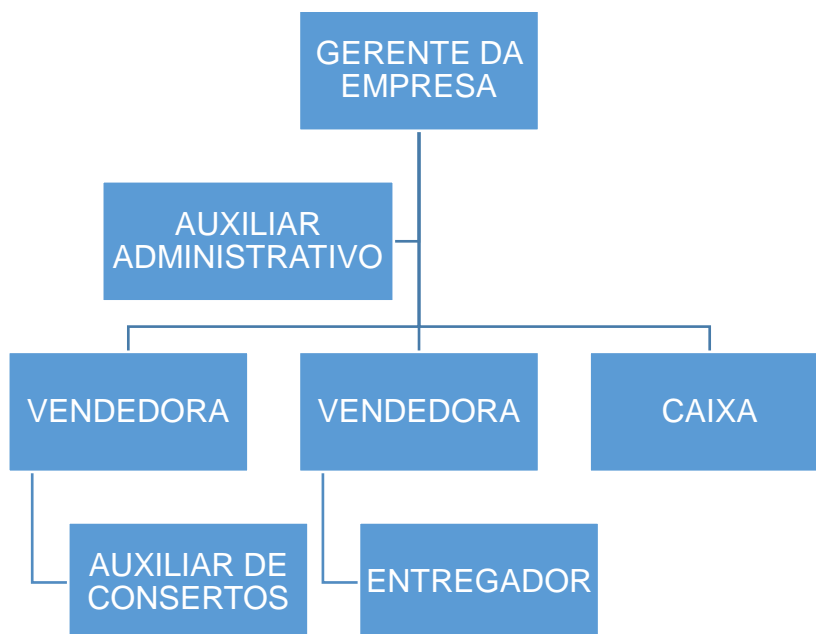 GERENTE DA
EMPRESA
AUXILIAR
ADMINISTRATIVO
VENDEDORA
VENDEDORA
CAIXA
AUXILIAR DE
CONSERTOS
ENTREGADOR